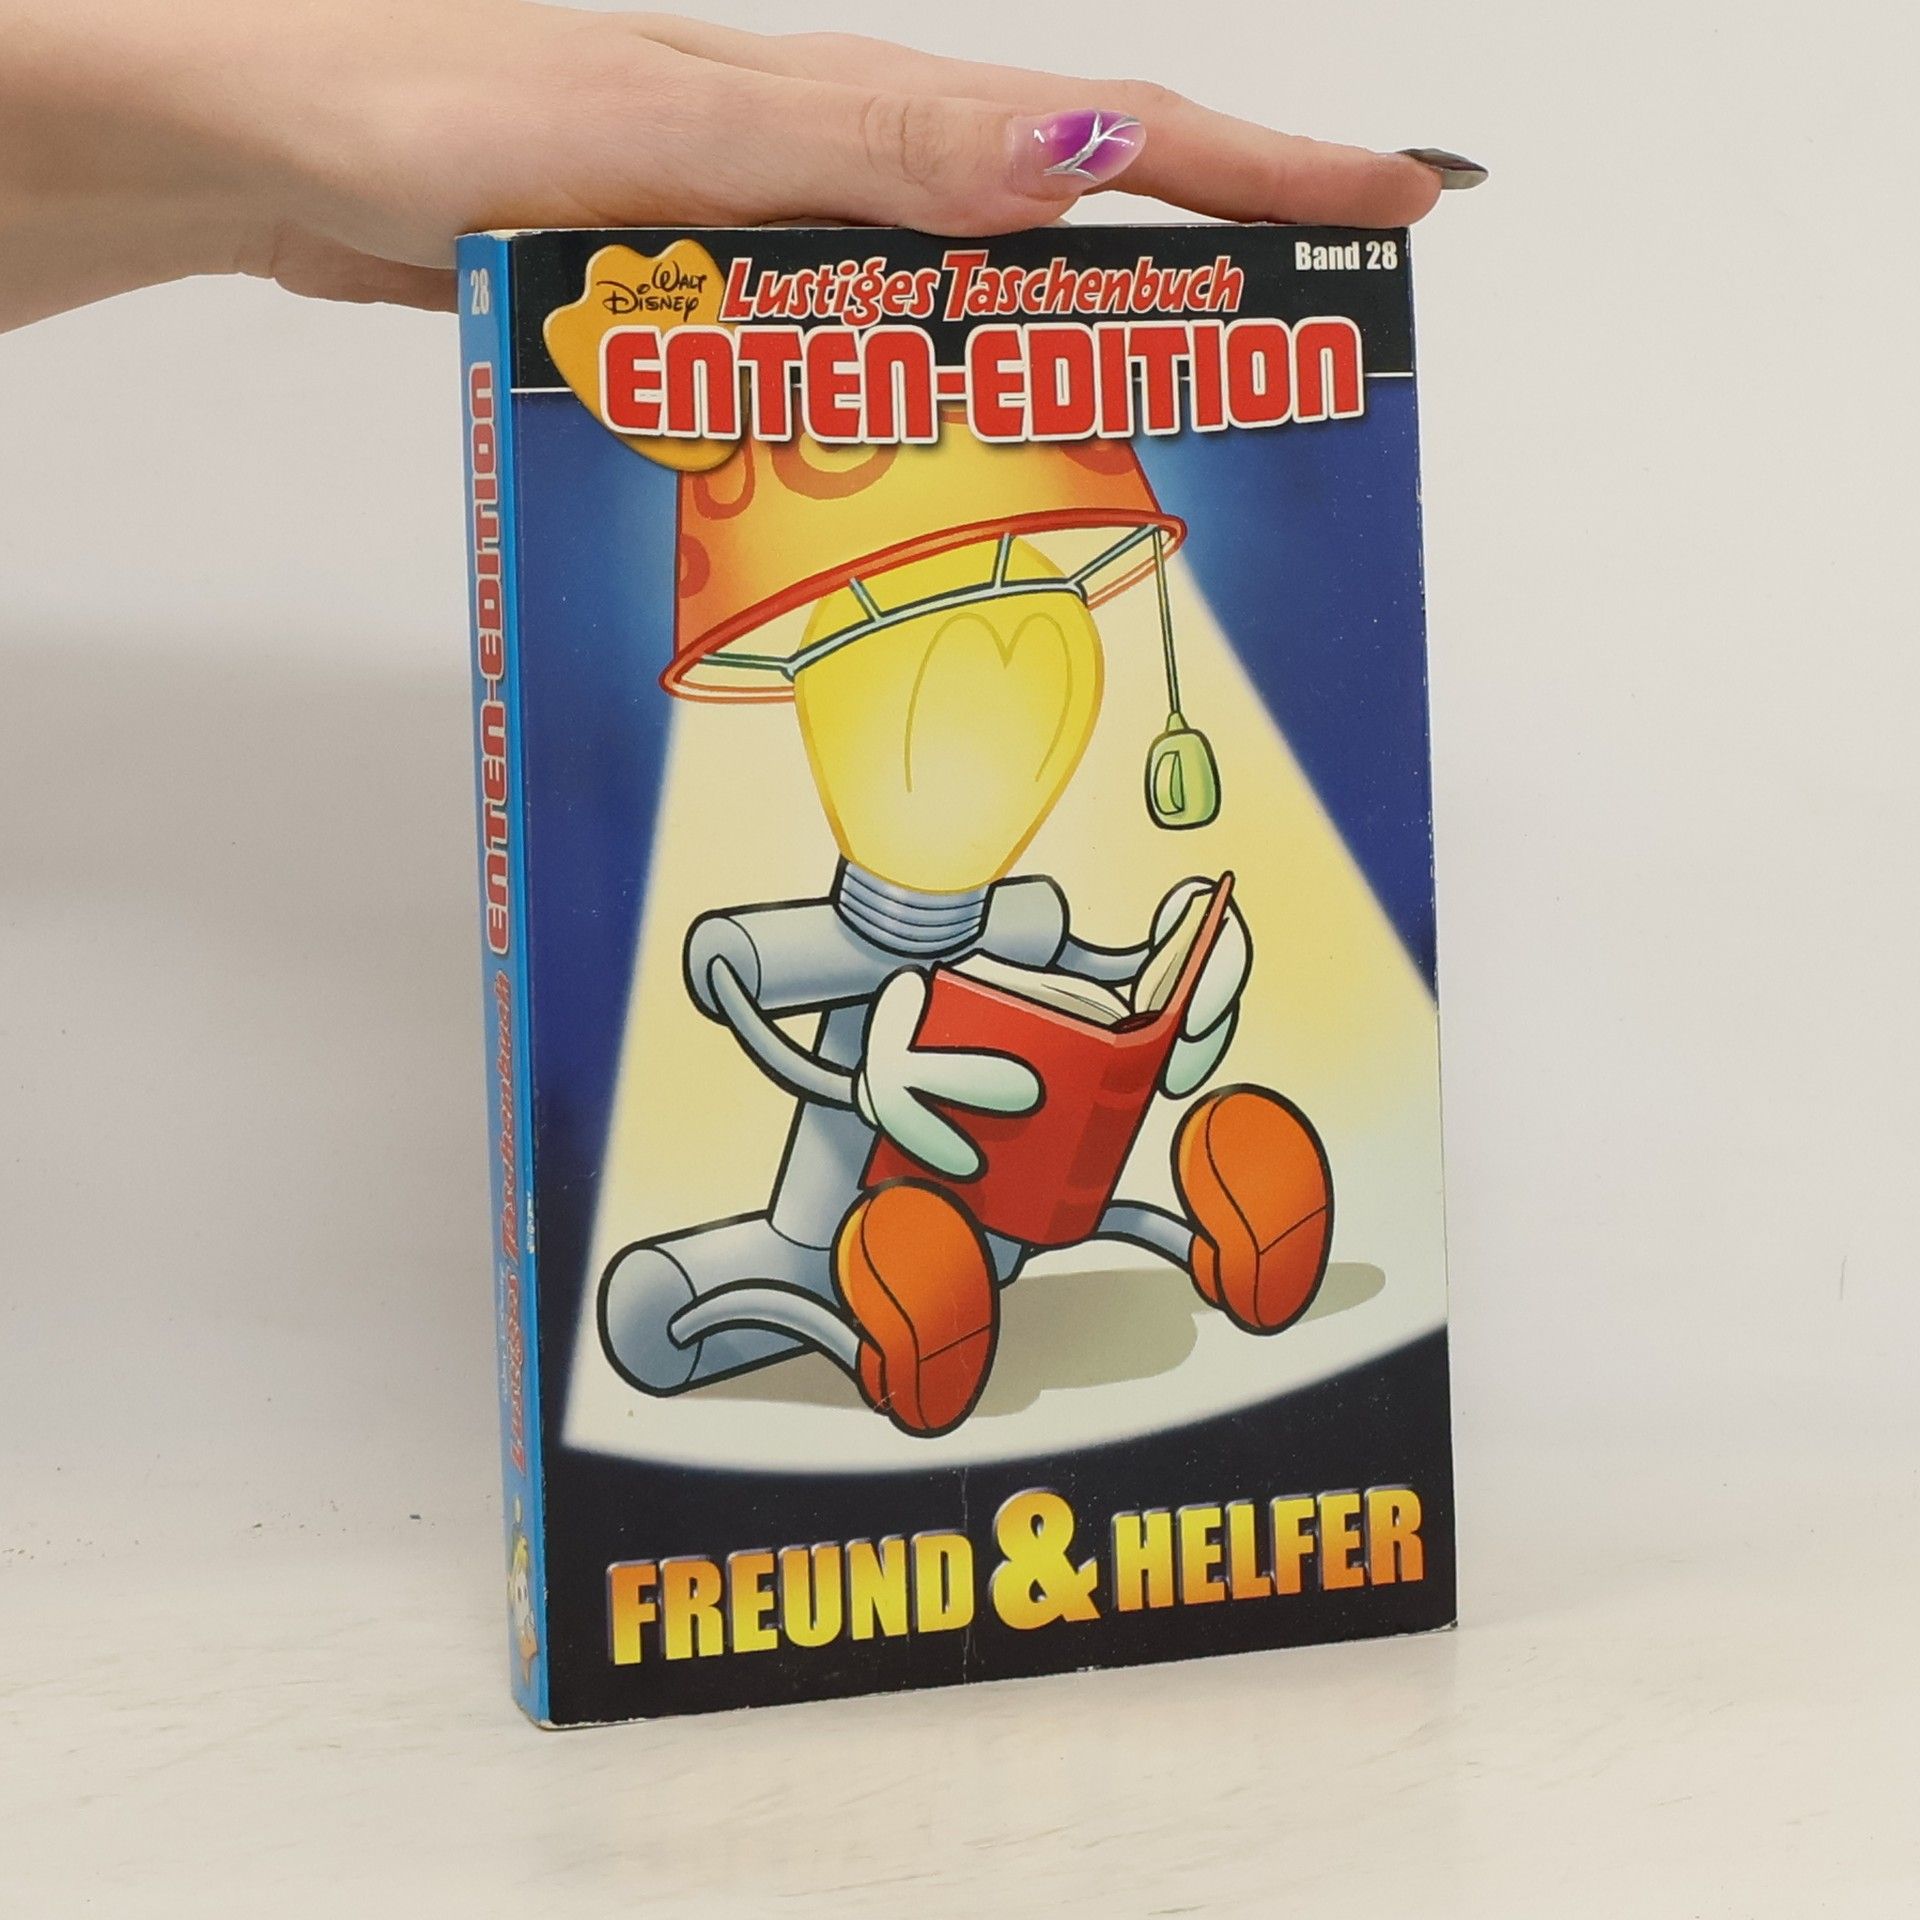 Band 28
WALT DISNEY
Lustiges Taschenbuch
ENTEN-EDITION
FREUND & HELFER
28
Lustiges Taschenbuch ENTEN-EDITION